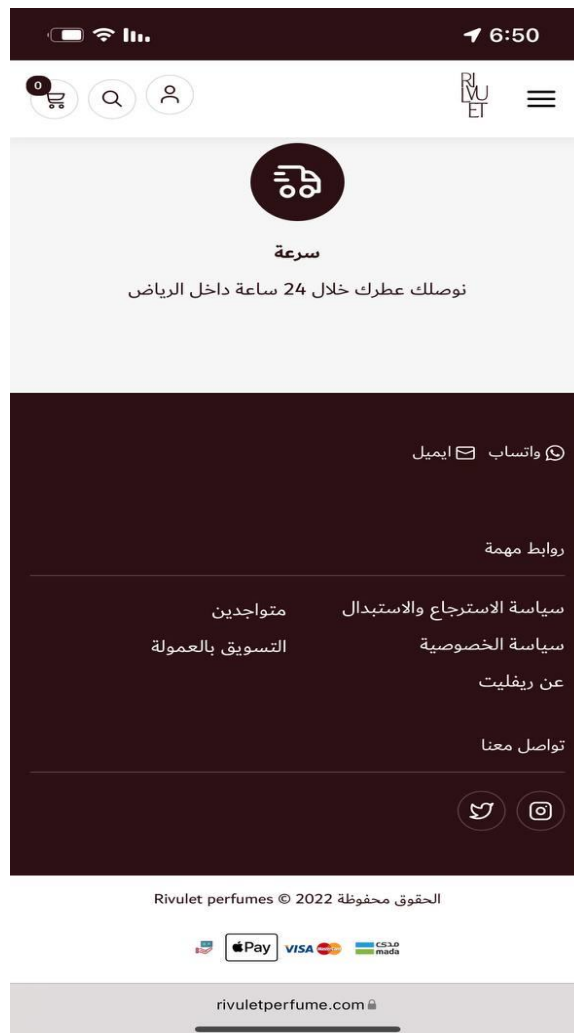 6:50
0
RI
VU
ET
سرعة
نوصلك عطرك خلال 24 ساعة داخل الرياض
واتساب ايميل
روابط مهمة
سياسة الاسترجاع والاستبدال متواجدين
سياسة الخصوصية التسويق بالعمولة
عن ريفليت
تواصل معنا
الحقوق محفوظة Rivulet perfumes © 2022
مدى mada VISA MasterCard Pay
rivuletperfume.com